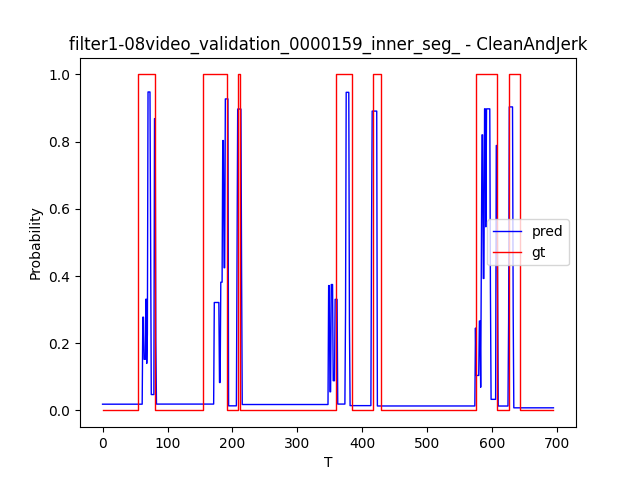 filter1-08video_validation_0000159_inner_seg_ - CleanAndJerk
1.0
0.8
0.6
0.4
0.2
0.0
Probability
pred
gt
0 100 200 300 400 500 600 700
T